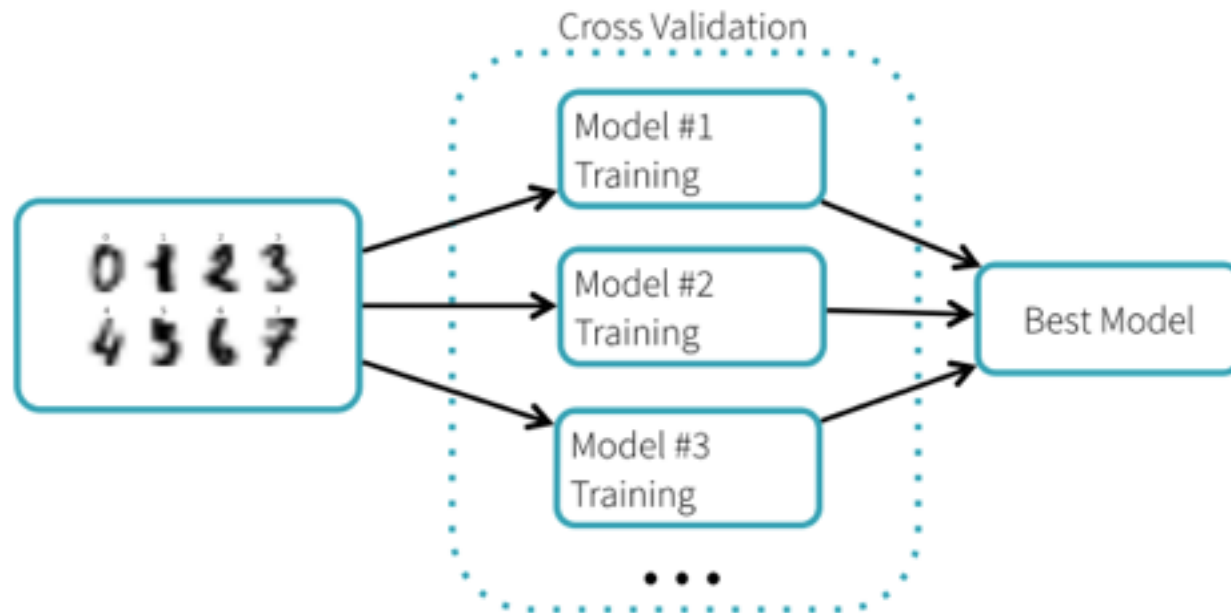 Cross Validation
Model #1
Training
0 1 2 3
4 5 6 7
Model #2
Training
Best Model
Model #3
Training